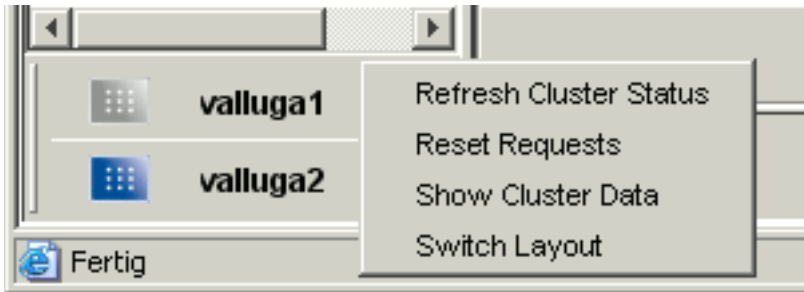 valluga1
valluga2
Refresh Cluster Status
Reset Requests
Show Cluster Data
Switch Layout
Fertig